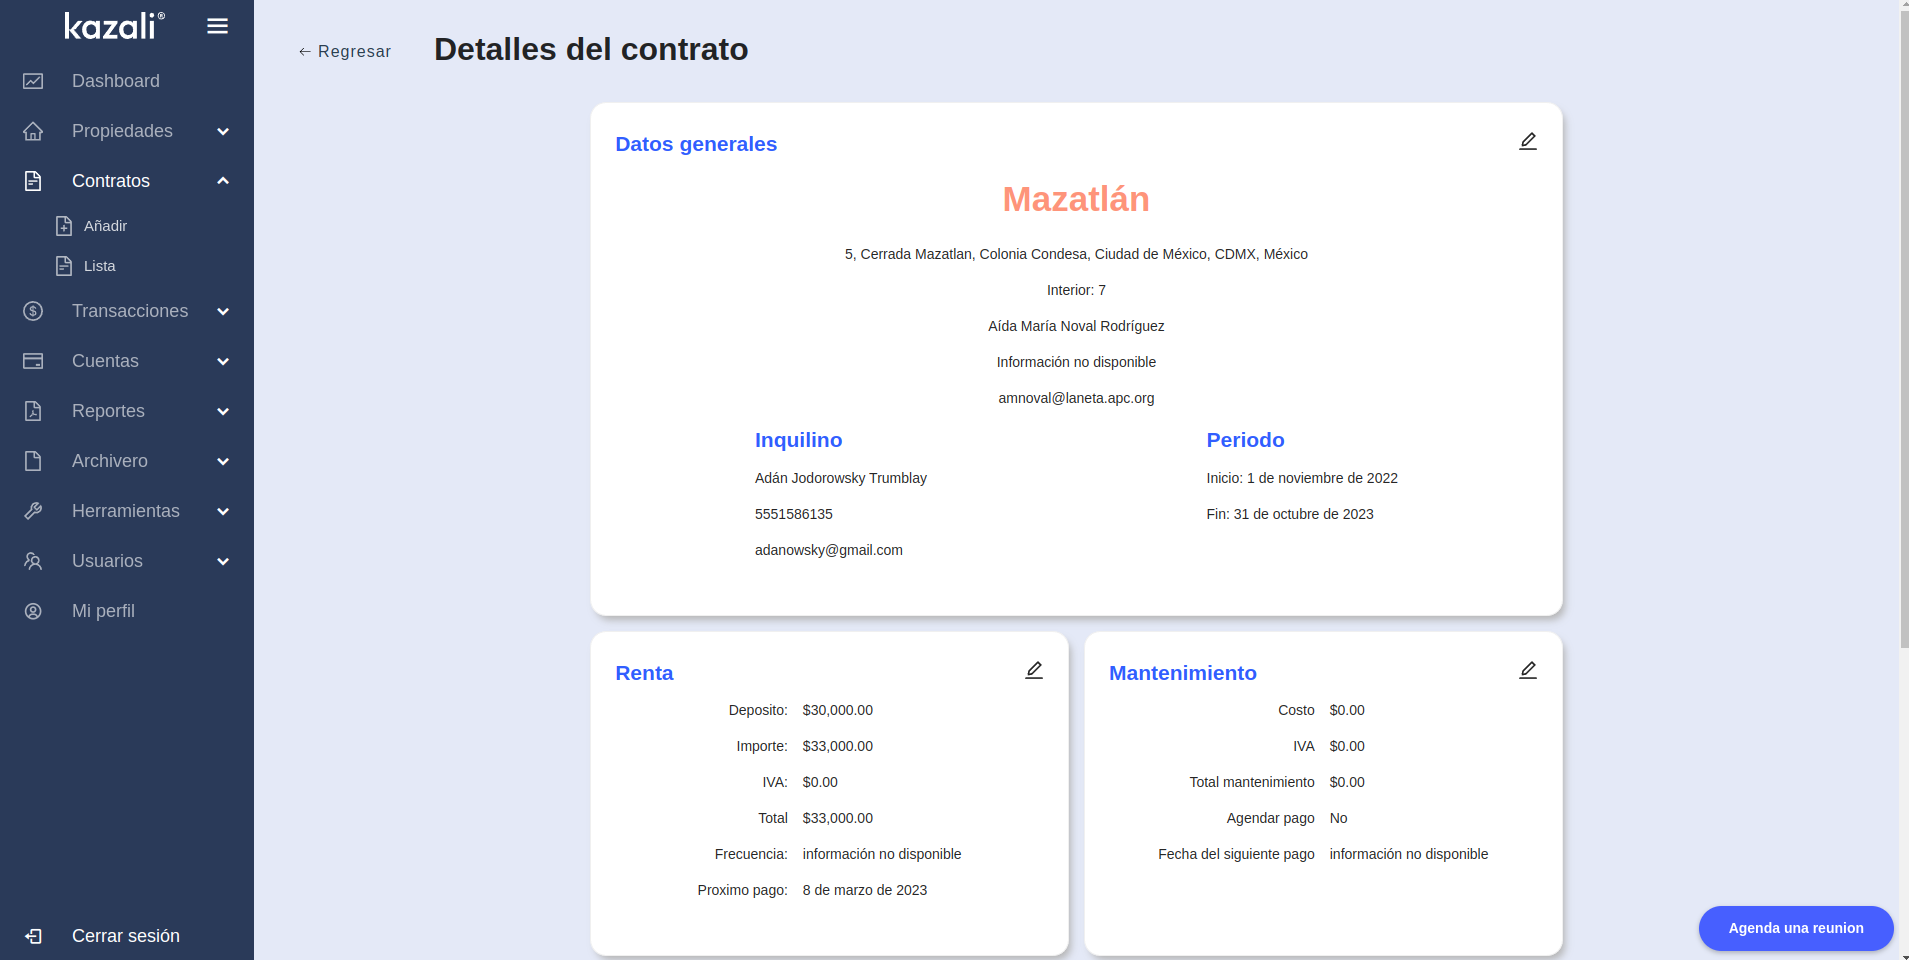 kazali®
Dashboard
Propiedades
Contratos
Añadir
Lista
Transacciones
Cuentas
Reportes
Archivero
Herramientas
Usuarios
Mi perfil
Cerrar sesión
← Regresar
Detalles del contrato
Datos generales
Mazatlán
5, Cerrada Mazatlan, Colonia Condesa, Ciudad de México, CDMX, México
Interior: 7
Aída María Noval Rodríguez
Información no disponible
amnoval@laneta.apc.org
Inquilino
Adán Jodorowsky Trumblay
5551586135
adanowsky@gmail.com
Periodo
Inicio: 1 de noviembre de 2022
Fin: 31 de octubre de 2023
Renta
Deposito: $30,000.00
Importe: $33,000.00
IVA: $0.00
Total $33,000.00
Frecuencia: información no disponible
Proximo pago: 8 de marzo de 2023
Mantenimiento
Costo $0.00
IVA $0.00
Total mantenimiento $0.00
Agendar pago No
Fecha del siguiente pago información no disponible
Agenda una reunion